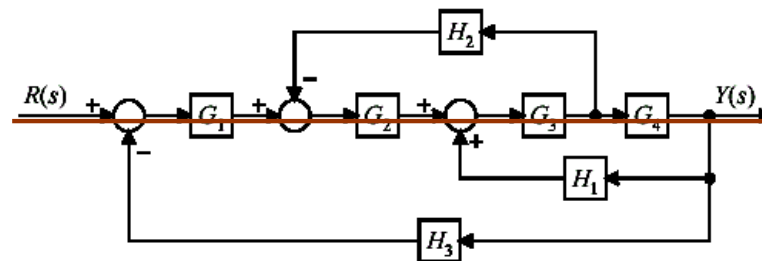 H₂
R(s) + G₁ + G₂ + G₃ G₄ Y(s)
− − +
H₁
H₃